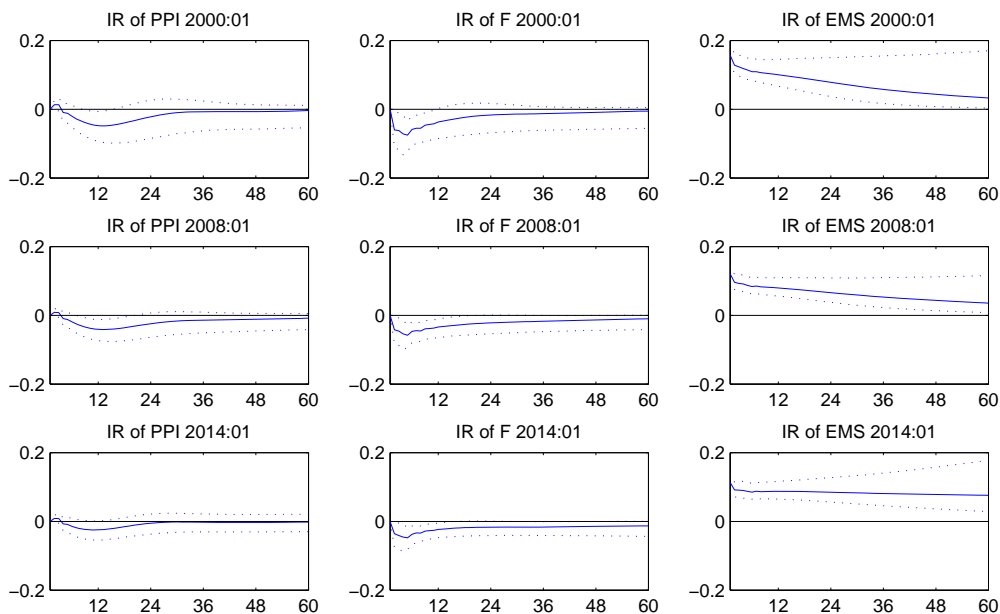 IR of PPI 2000:01
IR of F 2000:01
IR of EMS 2000:01
0.2
0
−0.2
12 24 36 48 60
0.2
0
−0.2
12 24 36 48 60
0.2
0
−0.2
12 24 36 48 60
IR of PPI 2008:01
IR of F 2008:01
IR of EMS 2008:01
0.2
0
−0.2
12 24 36 48 60
0.2
0
−0.2
12 24 36 48 60
0.2
0
−0.2
12 24 36 48 60
IR of PPI 2014:01
IR of F 2014:01
IR of EMS 2014:01
0.2
0
−0.2
12 24 36 48 60
0.2
0
−0.2
12 24 36 48 60
0.2
0
−0.2
12 24 36 48 60